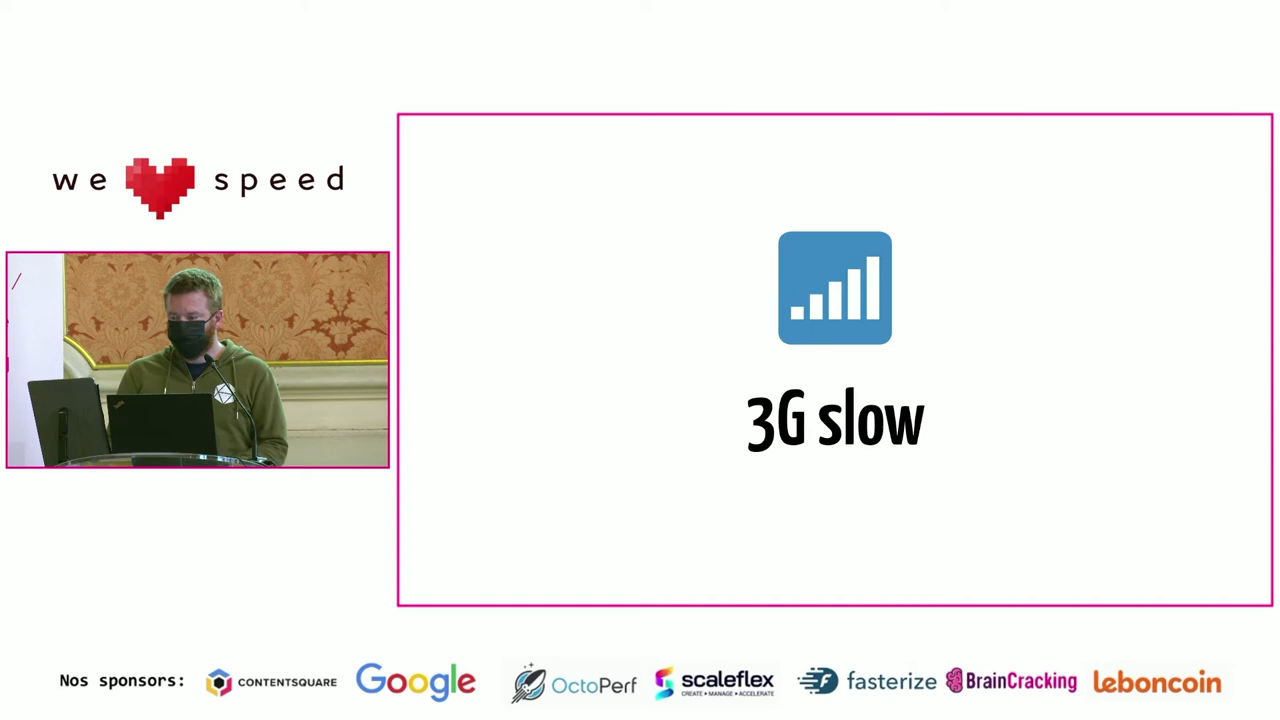 we speed
3G slow
Nos sponsors:
CONTENTSQUARE
Google
OctoPerf
scaleflex
CREATE • MANAGE • ACCELERATE
fasterize
BrainCracking
leboncoin